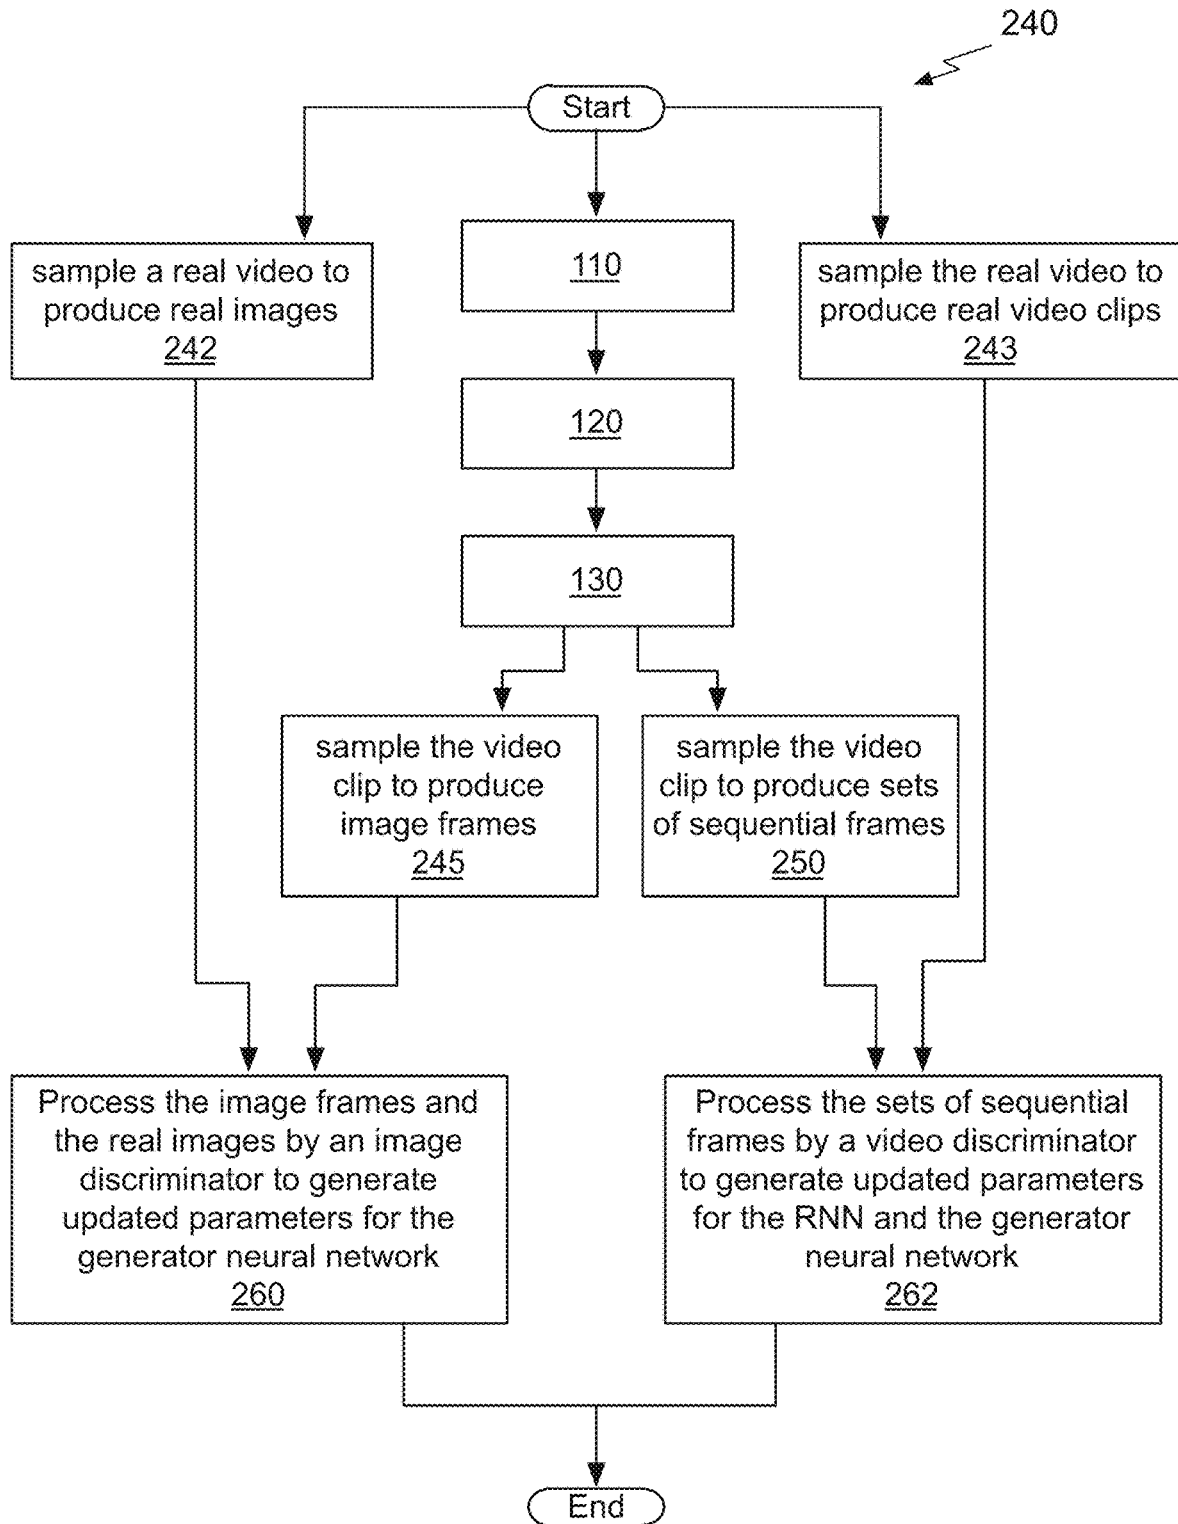 240
Start
sample a real video to
produce real images
242
110
sample the real video to
produce real video clips
243
120
130
sample the video
clip to produce
image frames
245
sample the video
clip to produce sets
of sequential frames
250
Process the image frames and
the real images by an image
discriminator to generate
updated parameters for the
generator neural network
260
Process the sets of sequential
frames by a video discriminator
to generate updated parameters
for the RNN and the generator
neural network
262
End